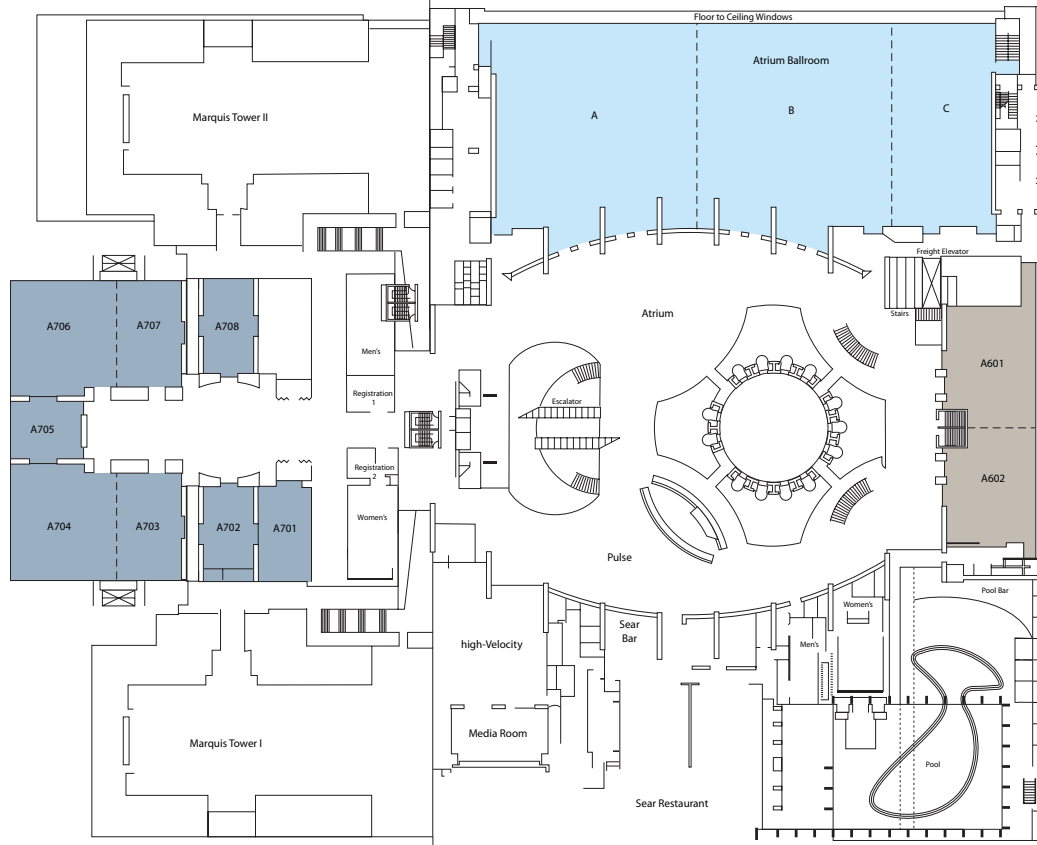 Floor to Ceiling Windows
Atrium Ballroom
Marquis Tower II
A
B
C
Freight Elevator
Atrium
Stairs
A706
A707
A708
Men's
A601
Registration
1
Escalator
A705
Registration
2
A602
A704
A703
A702
A701
Women's
Pulse
Pool Bar
Women's
Sear
Bar
high-Velocity
Men's
Media Room
Marquis Tower I
Pool
Sear Restaurant